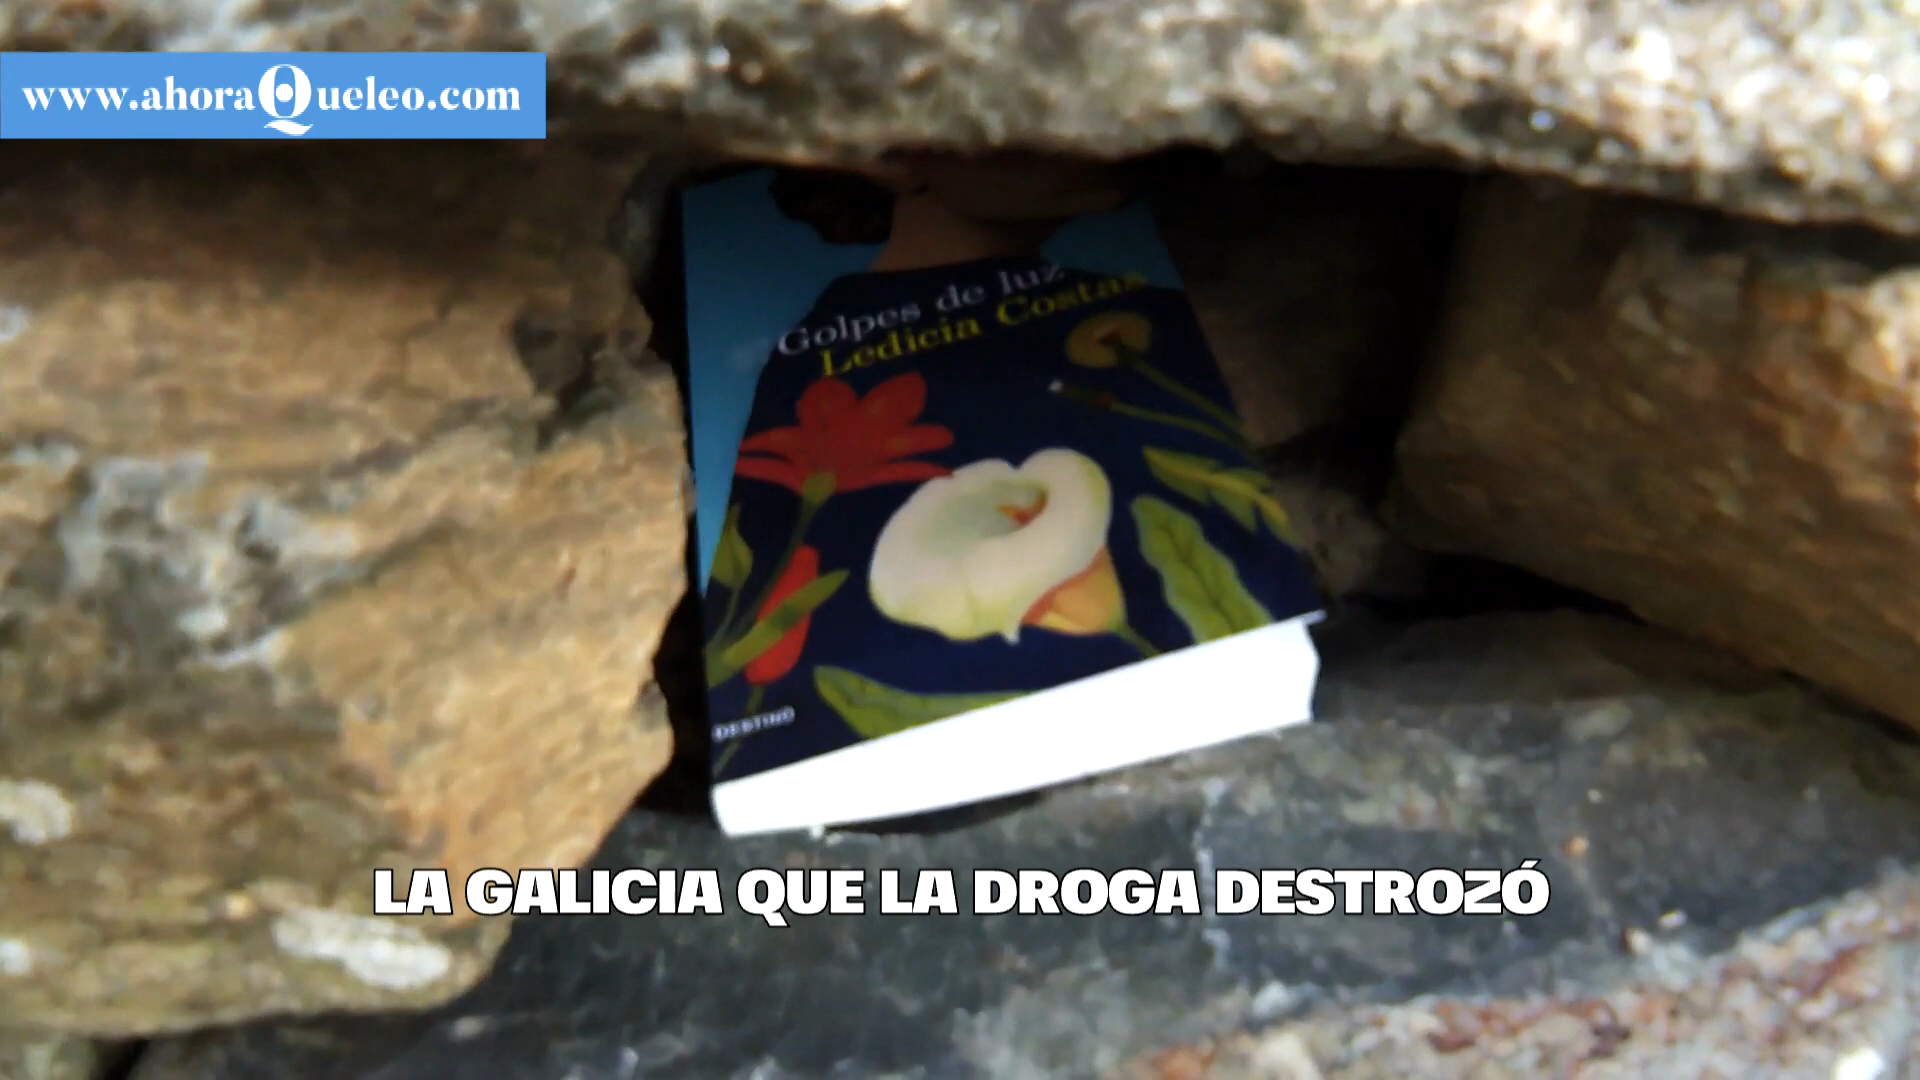 www.ahoraQueleo.com
Golpes de luz
Ledicia Costas
DESTINO
LA GALICIA QUE LA DROGA DESTROZÓ